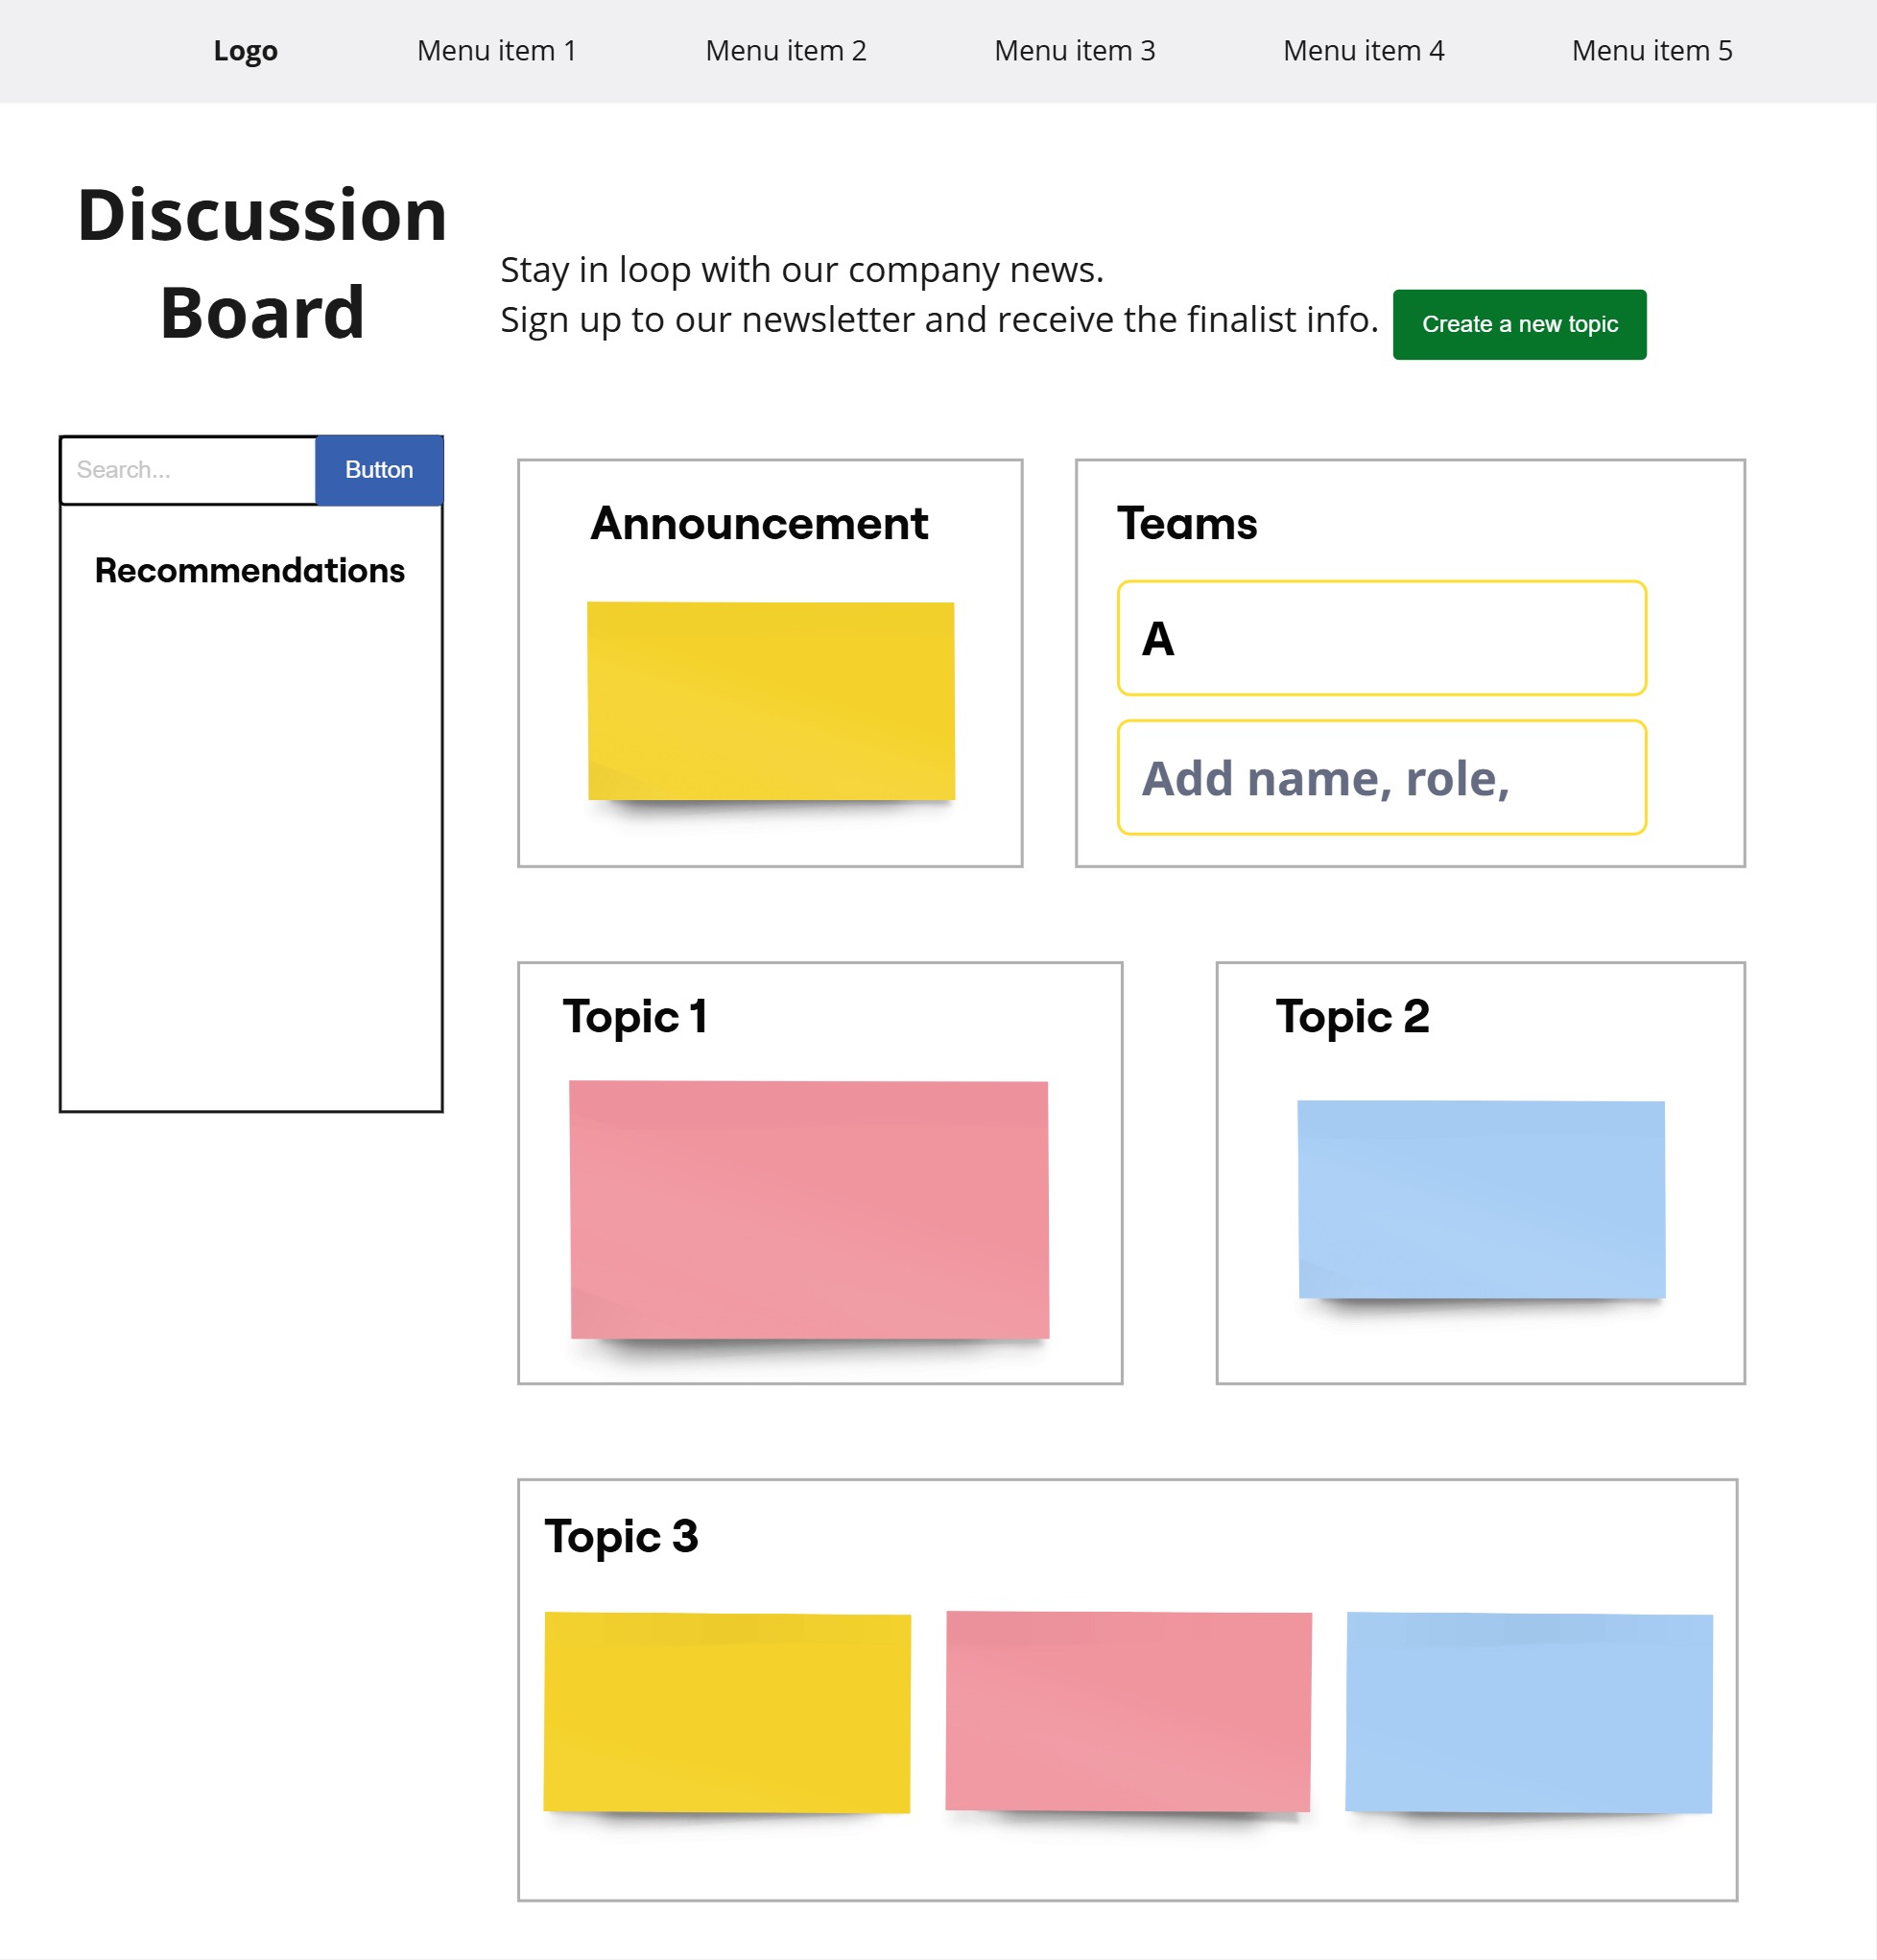 Logo
Menu item 1
Menu item 2
Menu item 3
Menu item 4
Menu item 5
Discussion
Board
Stay in loop with our company news.
Sign up to our newsletter and receive the finalist info.
Create a new topic
Search...
Button
Recommendations
Announcement
Teams
A
Add name, role,
Topic 1
Topic 2
Topic 3